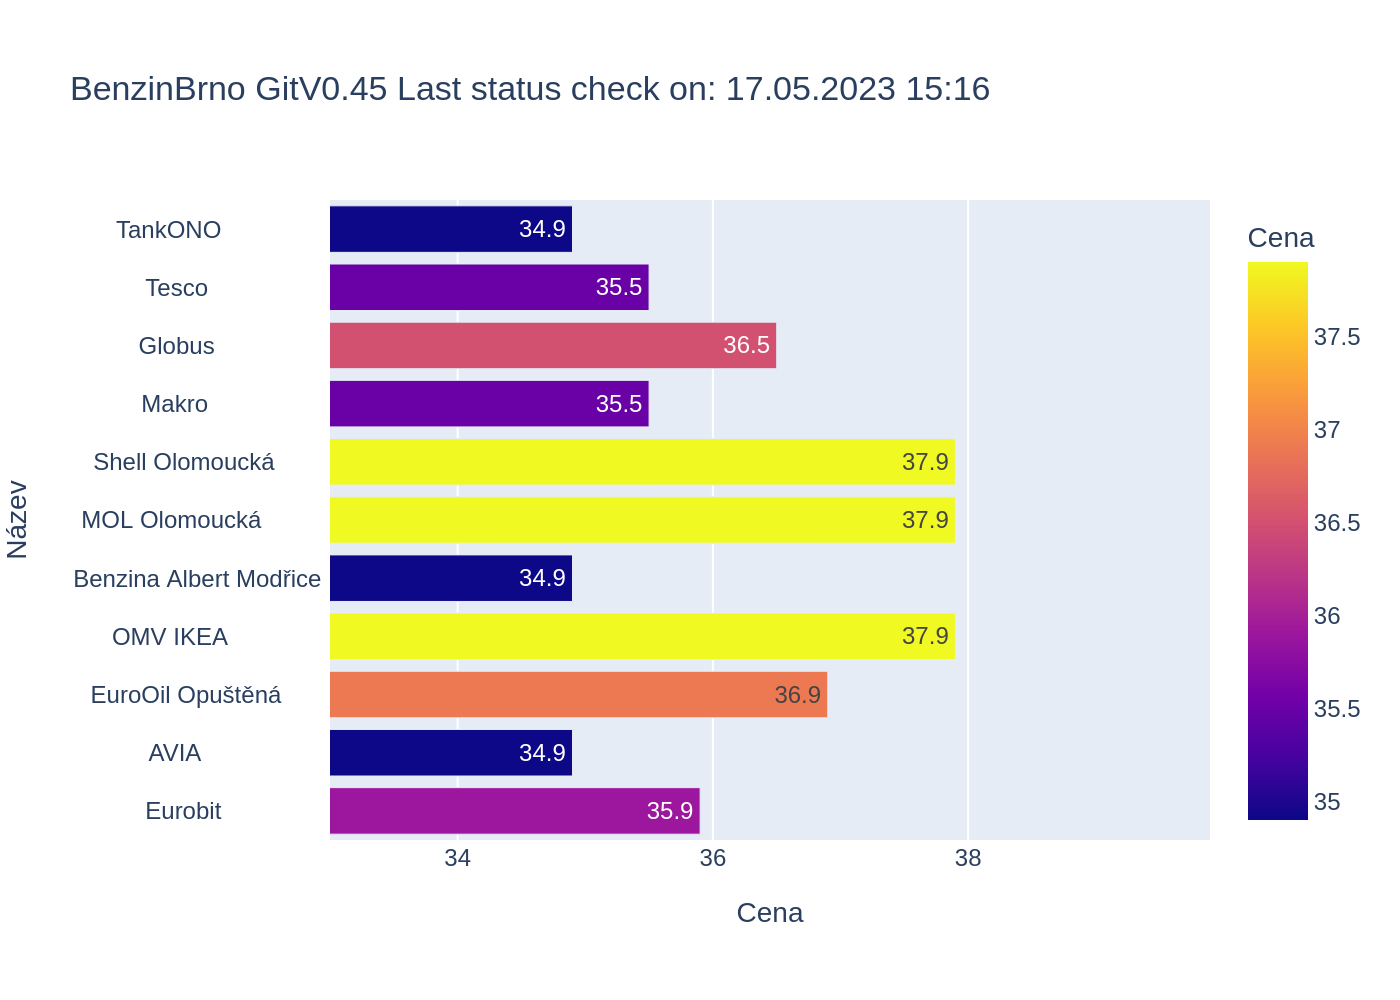 BenzinBrno GitV0.45 Last status check on: 17.05.2023 15:16
Název
TankONO 34.9
Tesco 35.5
Globus 36.5
Makro 35.5
Shell Olomoucká 37.9
MOL Olomoucká 37.9
Benzina Albert Modřice 34.9
OMV IKEA 37.9
EuroOil Opuštěná 36.9
AVIA 34.9
Eurobit 35.9
34 36 38
Cena
Cena
37.5
37
36.5
36
35.5
35